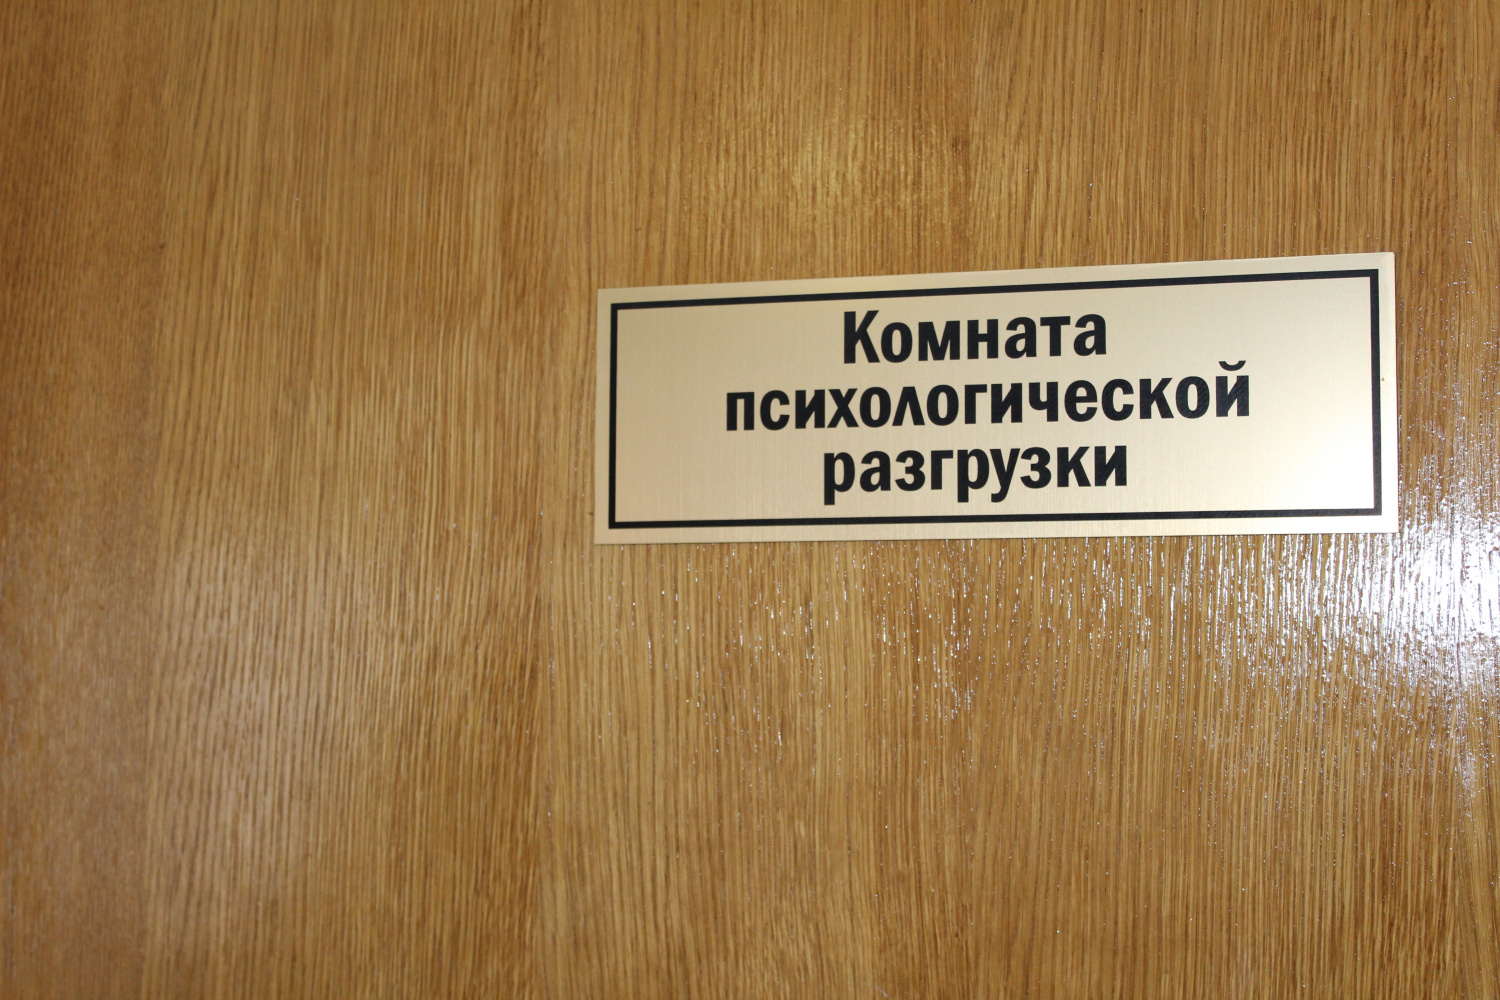 Комната
психологической
разгрузки